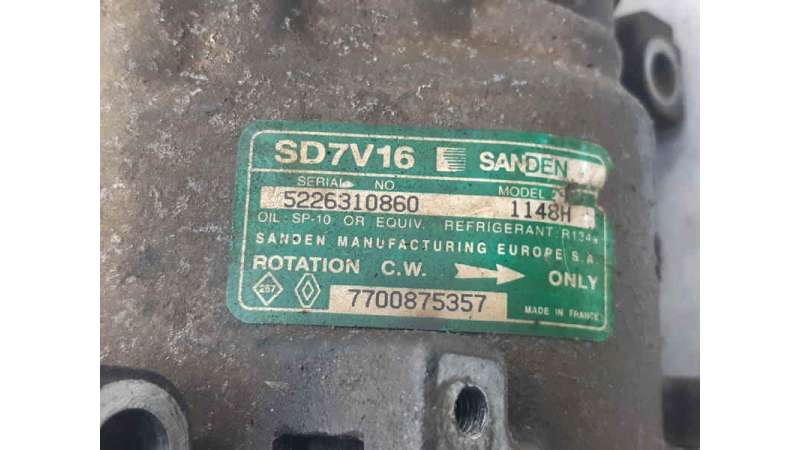 SD7V16 SANDEN
SERIAL NO MODEL
5226310860 1148H
OIL: SP-10 OR EQUIV. REFRIGERANT: R134a
SANDEN MANUFACTURING EUROPE S.A.
ROTATION C.W. ONLY
257 7700875357 MADE IN FRANCE